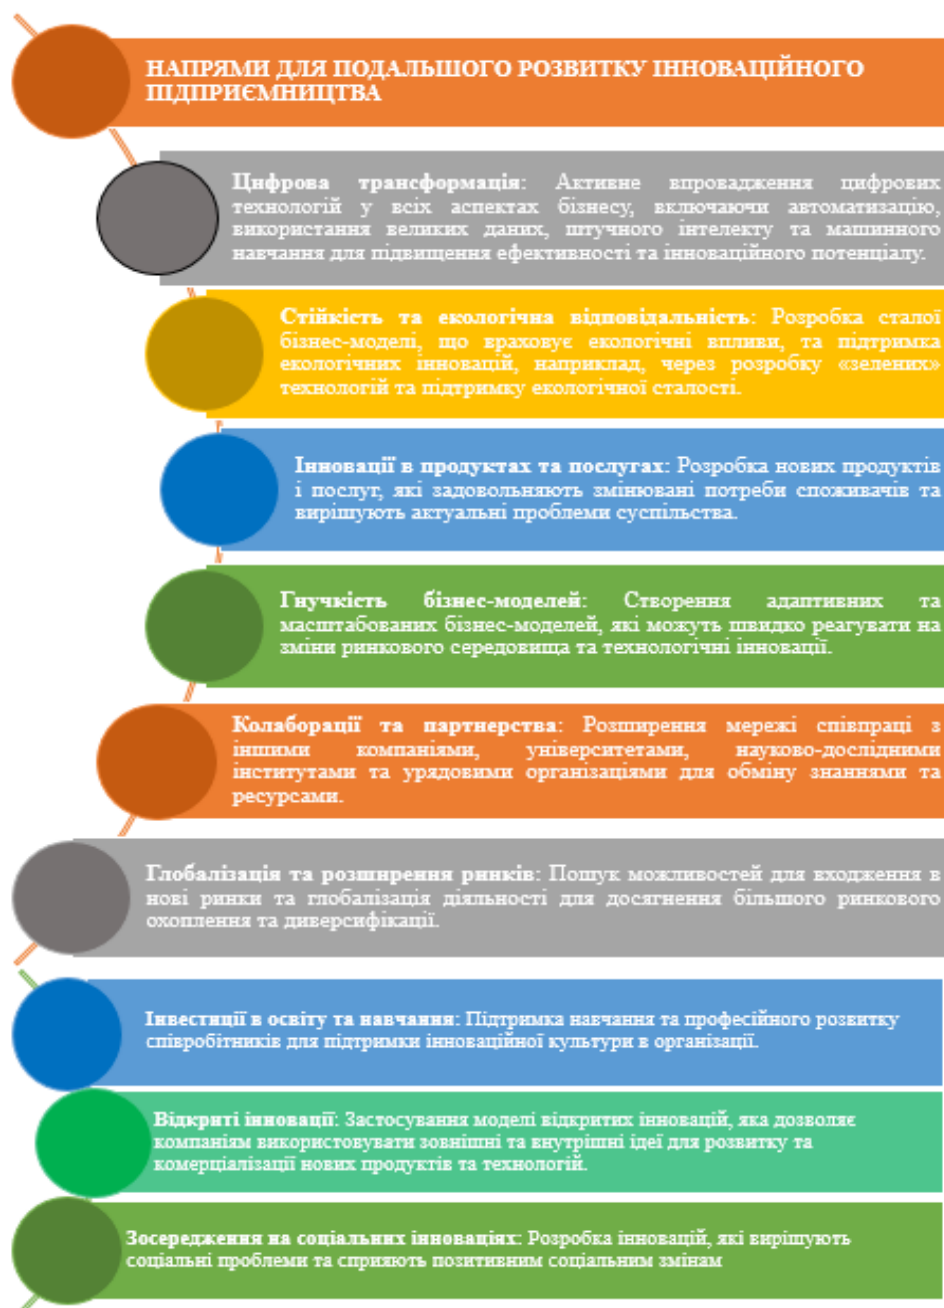 НАПРЯМИ ДЛЯ ПОДАЛЬШОГО РОЗВИТКУ ІННОВАЦІЙНОГО
ПІДПРИЄМНИЦТВА
Цифрова трансформація: Активне впровадження цифрових
технологій у всіх аспектах бізнесу, включаючи автоматизацію,
використання великих даних, штучного інтелекту та машинного
навчання для підвищення ефективності та інноваційного потенціалу.
Стійкість та екологічна відповідальність: Розробка сталої
бізнес-моделі, що враховує екологічні впливи, та підтримка
екологічних інновацій, наприклад, через розробку «зелених»
технологій та підтримку екологічної сталості.
Інновації в продуктах та послугах: Розробка нових продуктів
і послуг, які задовольняють змінювані потреби споживачів та
вирішують актуальні проблеми суспільства.
Гнучкість бізнес-моделей: Створення адаптивних та
масштабованих бізнес-моделей, які можуть швидко реагувати на
зміни ринкового середовища та технологічні інновації.
Колаборації та партнерства: Розширення мережі співпраці з
іншими компаніями, університетами, науково-дослідними
інститутами та урядовими організаціями для обміну знаннями та
ресурсами.
Глобалізація та розширення ринків: Пошук можливостей для входження в
нові ринки та глобалізація діяльності для досягнення більшого ринкового
охоплення та диверсифікації.
Інвестиції в освіту та навчання: Підтримка навчання та професійного розвитку
співробітників для підтримки інноваційної культури в організації.
Відкриті інновації: Застосування моделі відкритих інновацій, яка дозволяє
компаніям використовувати зовнішні та внутрішні ідеї для розвитку та
комерціалізації нових продуктів та технологій.
Зосередження на соціальних інноваціях: Розробка інновацій, які вирішують
соціальні проблеми та сприяють позитивним соціальним змінам